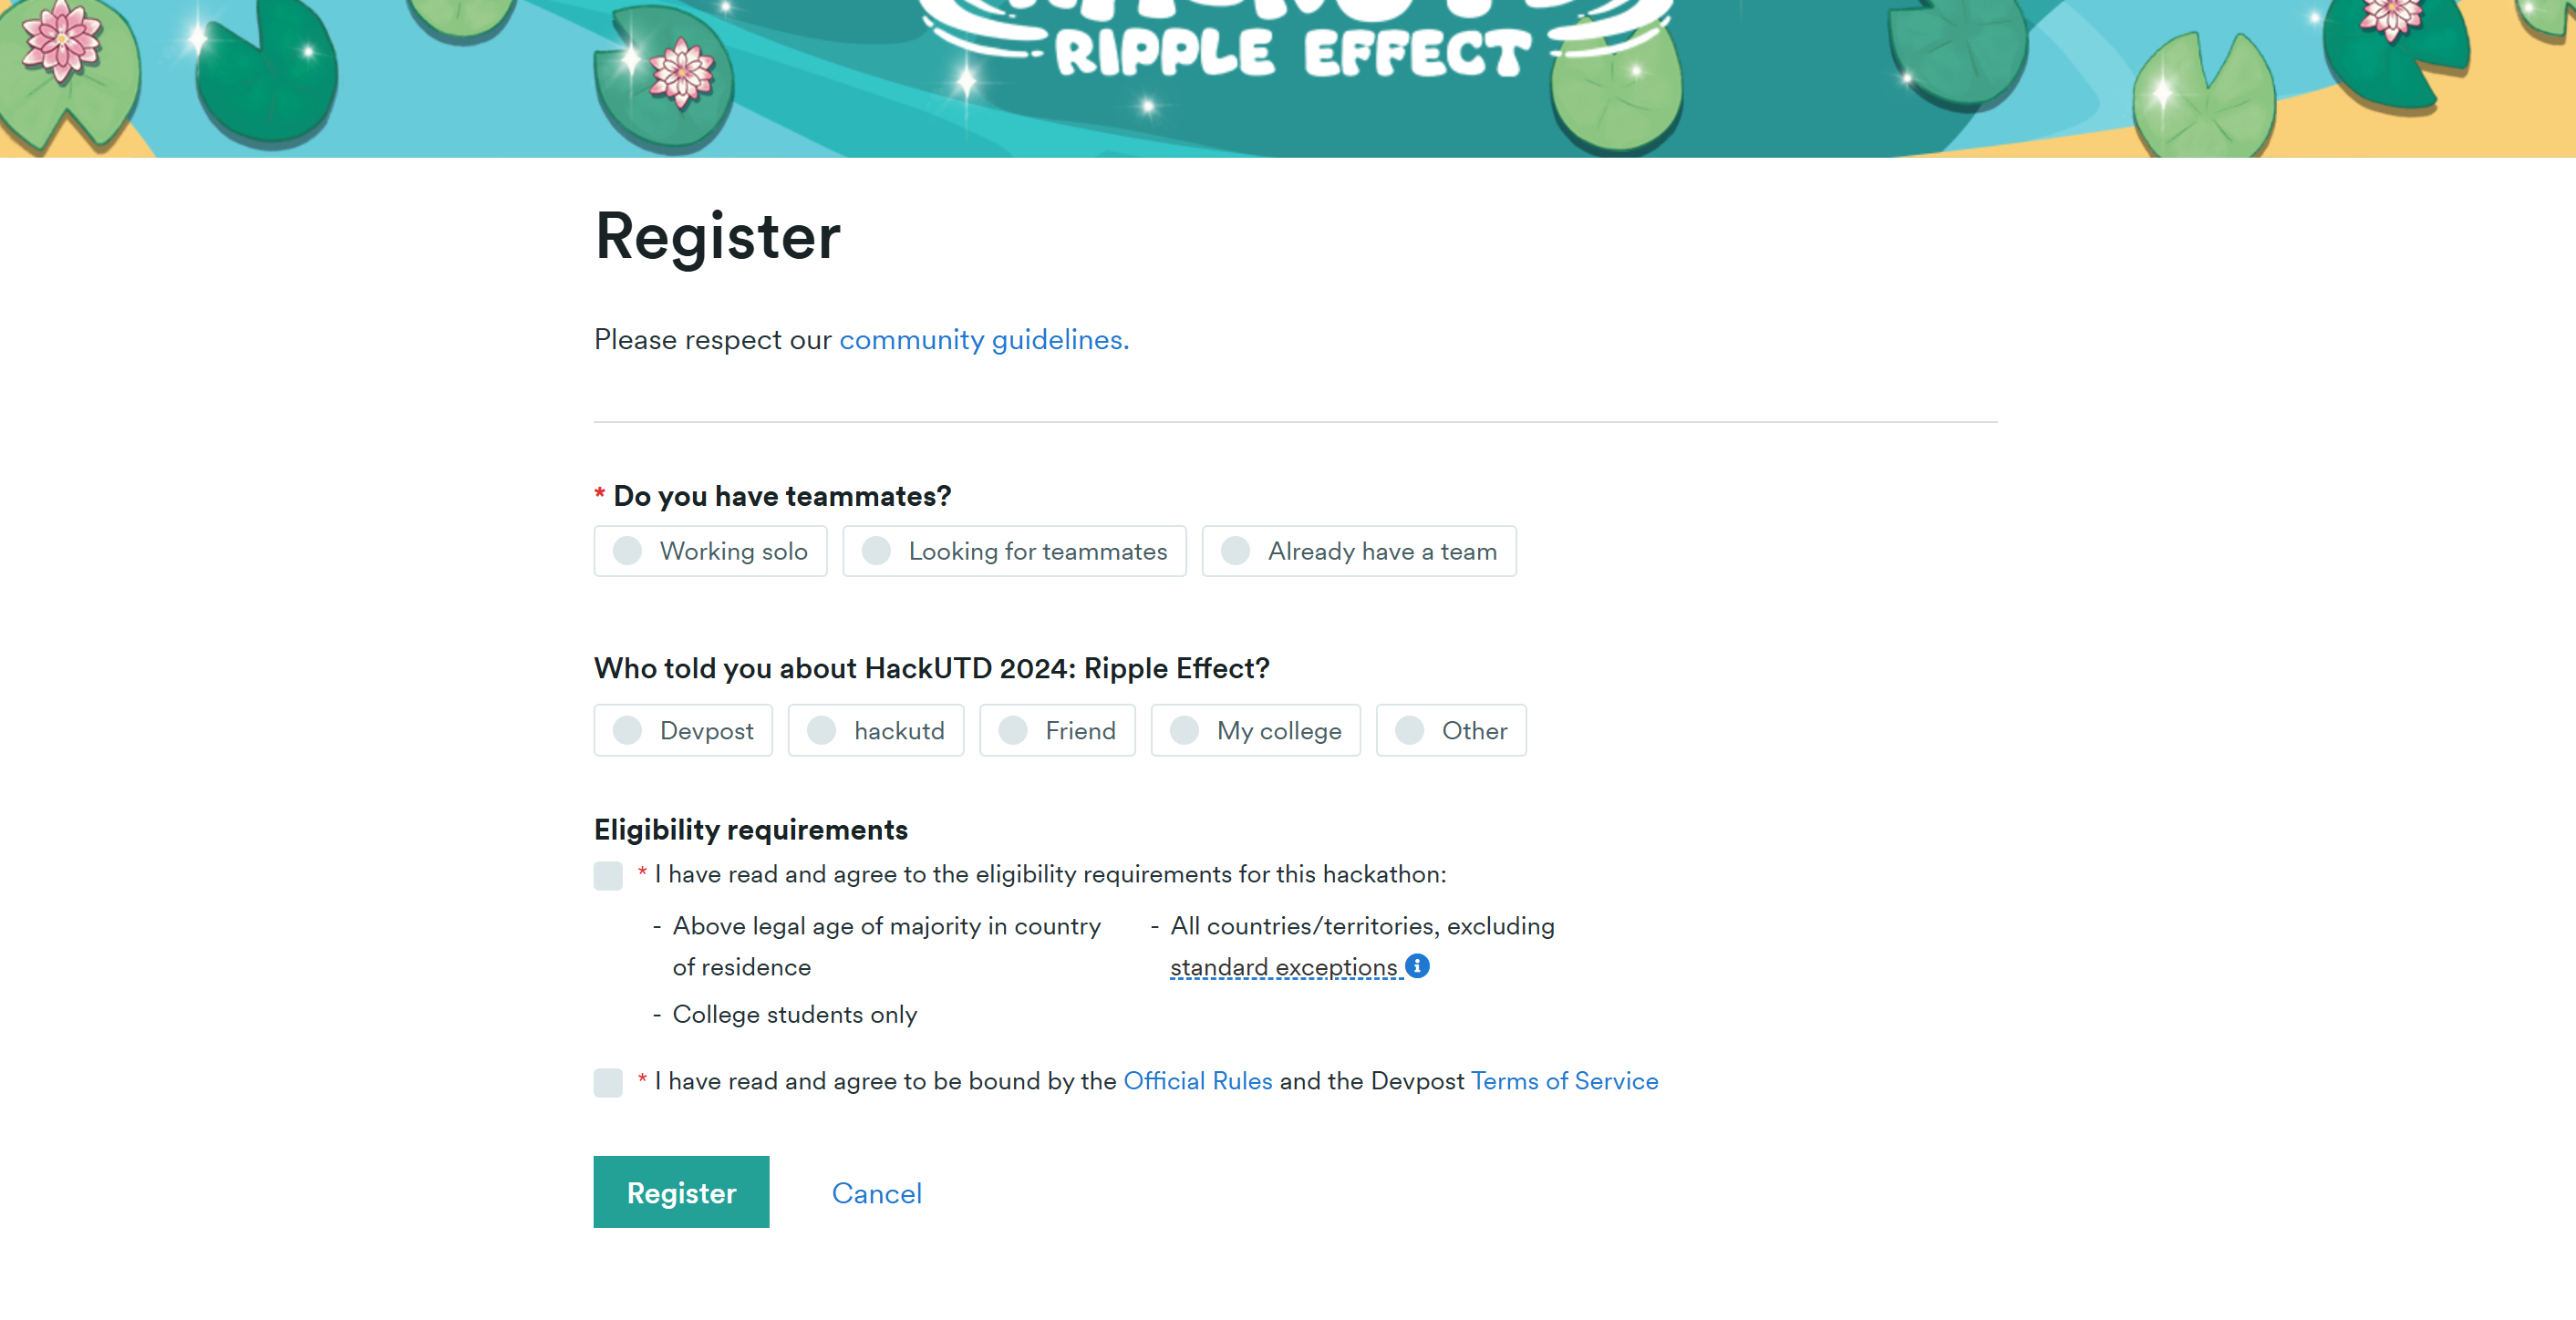 RIPPLE EFFECT
Register
Please respect our community guidelines.
* Do you have teammates?
Working solo Looking for teammates Already have a team
Who told you about HackUTD 2024: Ripple Effect?
Devpost hackutd Friend My college Other
Eligibility requirements
* I have read and agree to the eligibility requirements for this hackathon:
- Above legal age of majority in country
of residence
- College students only
- All countries/territories, excluding
standard exceptions
* I have read and agree to be bound by the Official Rules and the Devpost Terms of Service
Register Cancel